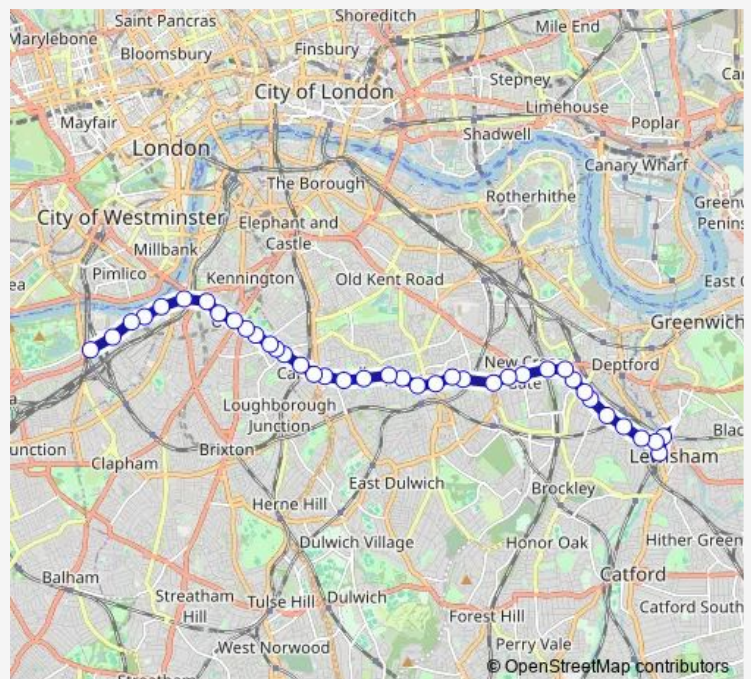 Saint Pancras
Shoreditch
Marylebone
Mile End
Bloomsbury
Finsbury
Stepney
City of London
Limehouse
Mayfair
Poplar
Shadwell
London
Canary Wharf
The Borough
Rotherhithe
City of Westminster
Elephant and
Castle
Millbank
Pimlico
Kennington
Old Kent Road
East
Greenwich
New
Deptford
Loughborough
Junction
Brixton
Clapham
East Dulwich
Brockley
Herne Hill
Dulwich Village
Honor Oak
Hither Green
Balham
Catford
Streatham
Hill
Tulse Hill
Dulwich
Catford South
Forest Hill
West Norwood
Perry Vale
© OpenStreetMap contributors